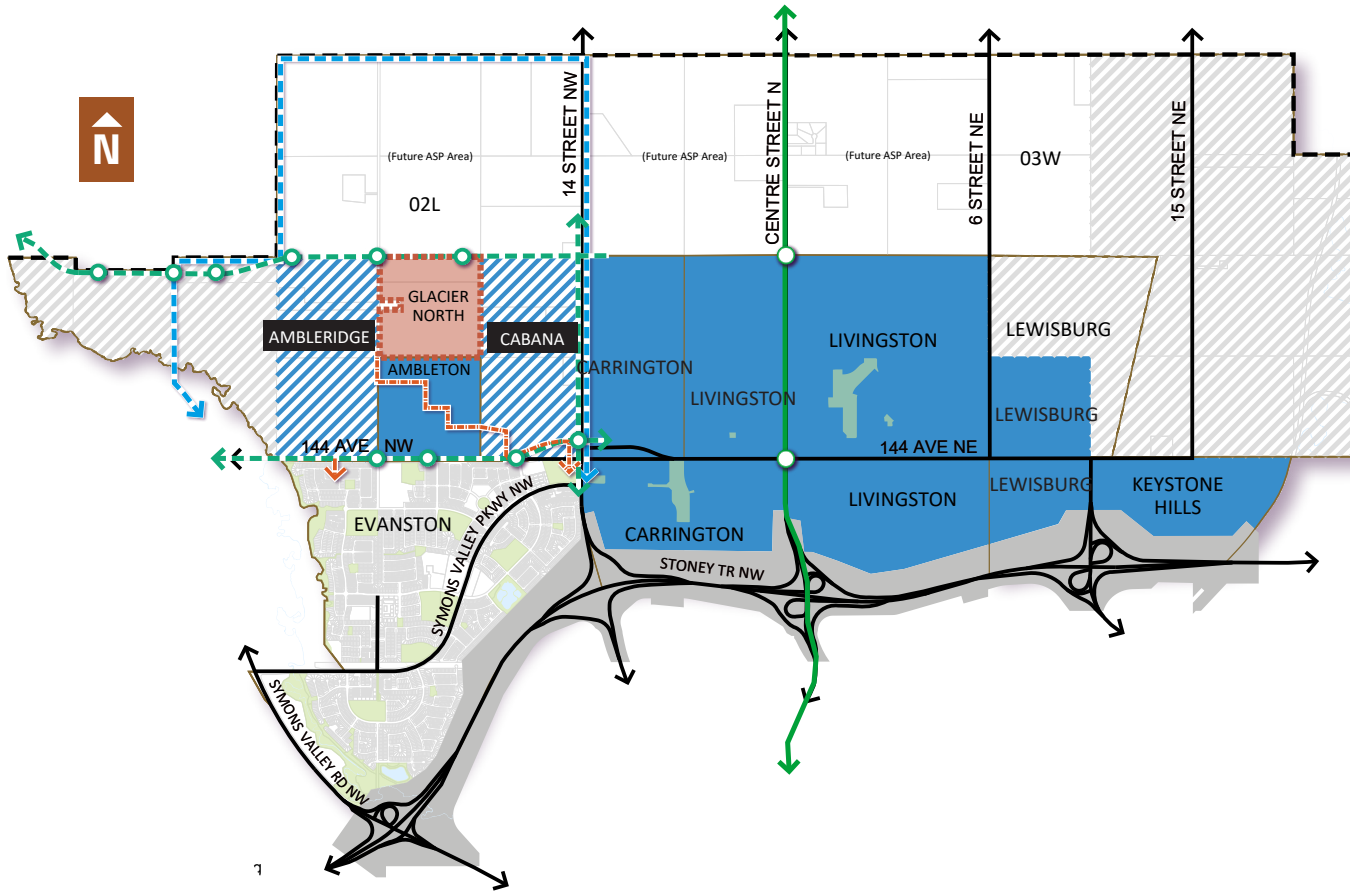 N
14 STREET NW
CENTRE STREET N
6 STREET NE
15 STREET NE
(Future ASP Area)
(Future ASP Area)
(Future ASP Area)
03W
02L
GLACIER
NORTH
AMBLERIDGE
CABANA
LIVINGSTON
LEWISBURG
CARRINGTON
AMBLETON
LIVINGSTON
LEWISBURG
144 AVE NW
144 AVE NE
LEWISBURG
KEYSTONE
HILLS
LIVINGSTON
EVANSTON
SYMONS VALLEY PKWY NW
CARRINGTON
STONEY TR NW
SYMONS VALLEY RD NW